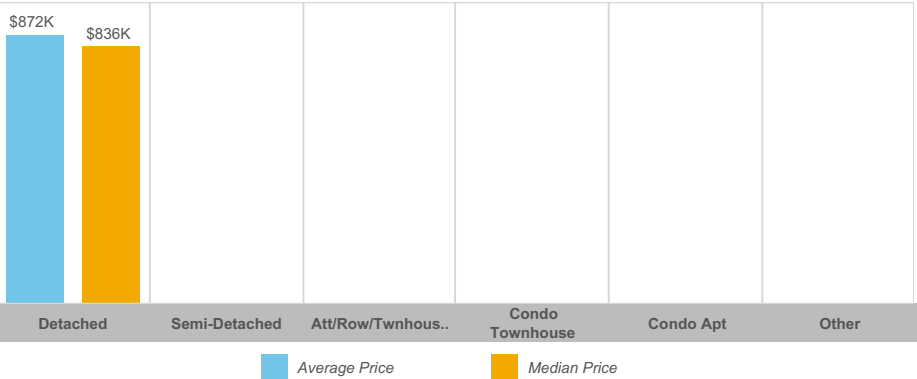 $872K
$836K
Detached
Semi-Detached
Att/Row/Twnhous..
Condo
Townhouse
Condo Apt
Other
Average Price
Median Price